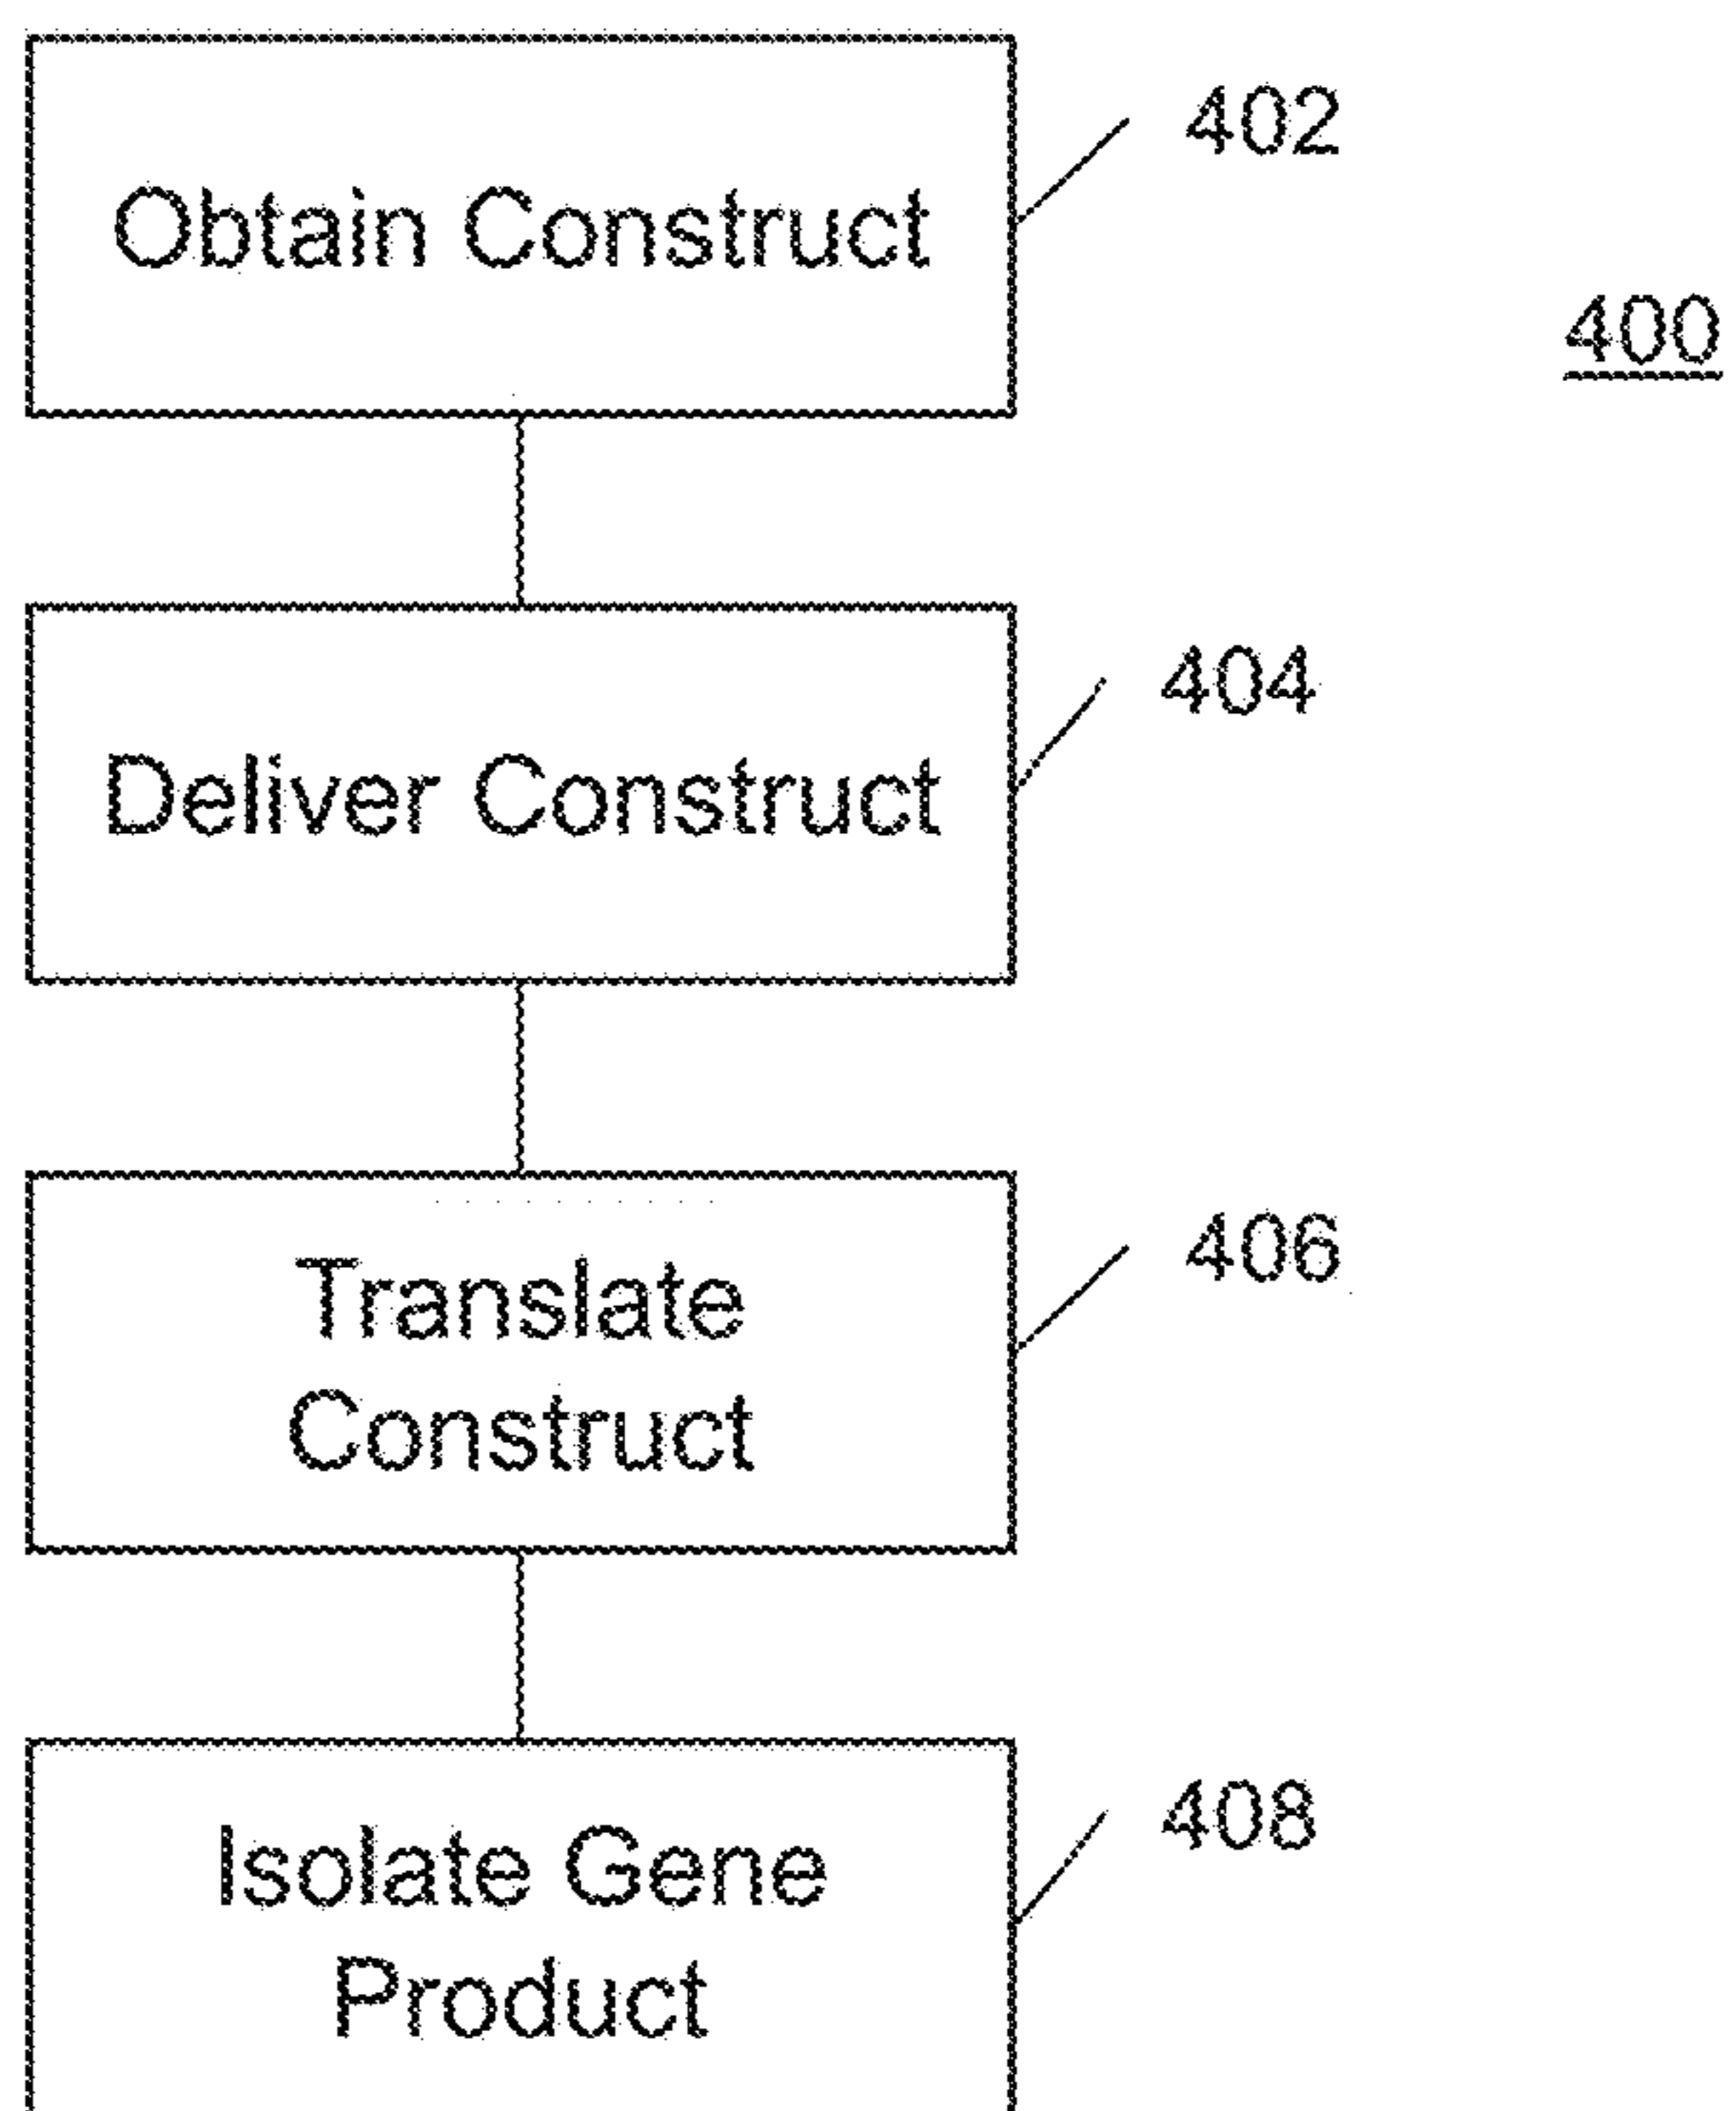 Obtain Construct
402
400
Deliver Construct
404
Translate
Construct
406
Isolate Gene
Product
408